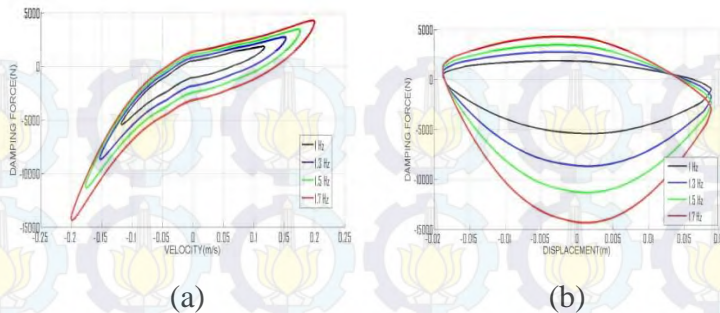 5000
0
-5000
-10000
-15000
-0.25
-0.2
-0.15
-0.1
-0.05
0
0.05
0.1
0.15
0.2
0.25
DAMPING FORCE(N)
VELOCITY(m/s)
1 Hz
1.3 Hz
1.5 Hz
1.7 Hz
(a)
5000
0
-5000
-10000
-5000
-0.02
0.005
0
0.005
DAMPING FORCE(N)
DISPLACEMENT(m)
1 Hz
1.3 Hz
1.5 Hz
1.7 Hz
(b)